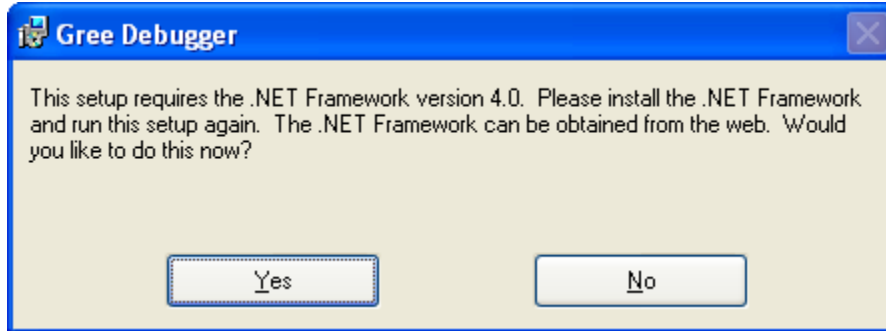 Gree Debugger
This setup requires the .NET Framework version 4.0.  Please install the .NET Framework
and run this setup again.  The .NET Framework can be obtained from the web.  Would
you like to do this now?
Yes
No